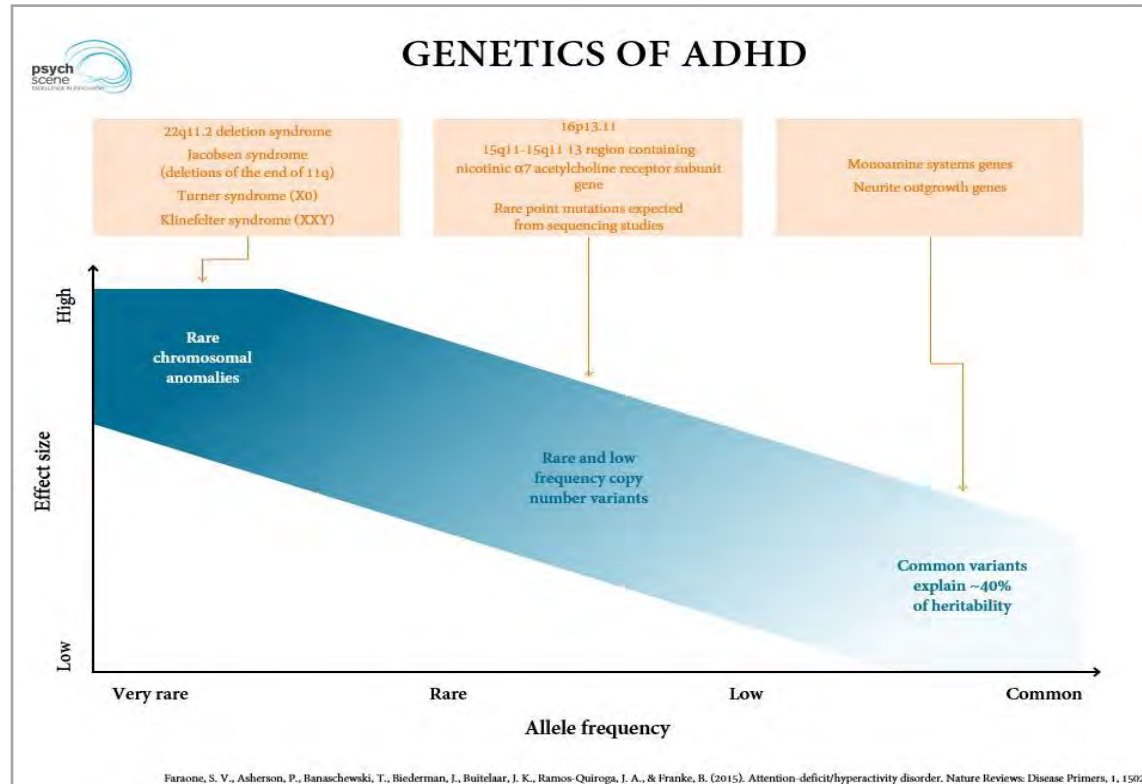 psych
scene
EXCELLENCE IN PSYCHIATRY
GENETICS OF ADHD
22q11.2 deletion syndrome
Jacobsen syndrome
(deletions of the end of 11q)
Turner syndrome (X0)
Klinefelter syndrome (XXY)
16p13.11
15q11-15q11 13 region containing
nicotinic α7 acetylcholine receptor subunit
gene
Rare point mutations expected
from sequencing studies
Monoamine systems genes
Neurite outgrowth genes
High
Effect size
Low
Rare
chromosomal
anomalies
Rare and low
frequency copy
number variants
Common variants
explain ~40%
of heritability
Very rare
Rare
Low
Common
Allele frequency
Faraone, S. V., Asherson, P., Banaschewski, T., Biederman, J., Buitelaar, J. K., Ramos-Quiroga, J. A., & Franke, B. (2015). Attention-deficit/hyperactivity disorder. Nature Reviews: Disease Primers, 1, 1502